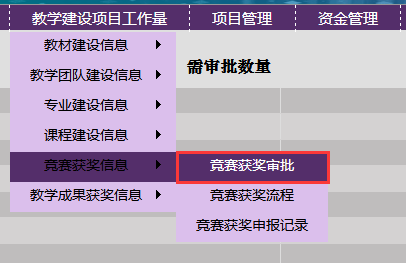 教学建设项目工作量 项目管理 资金管理
教材建设信息
教学团队建设信息
需审批数量
专业建设信息
课程建设信息
竟赛获奖信息
竟赛获奖审批
教学成果获奖信息
竟赛获奖流程
竟赛获奖申报记录